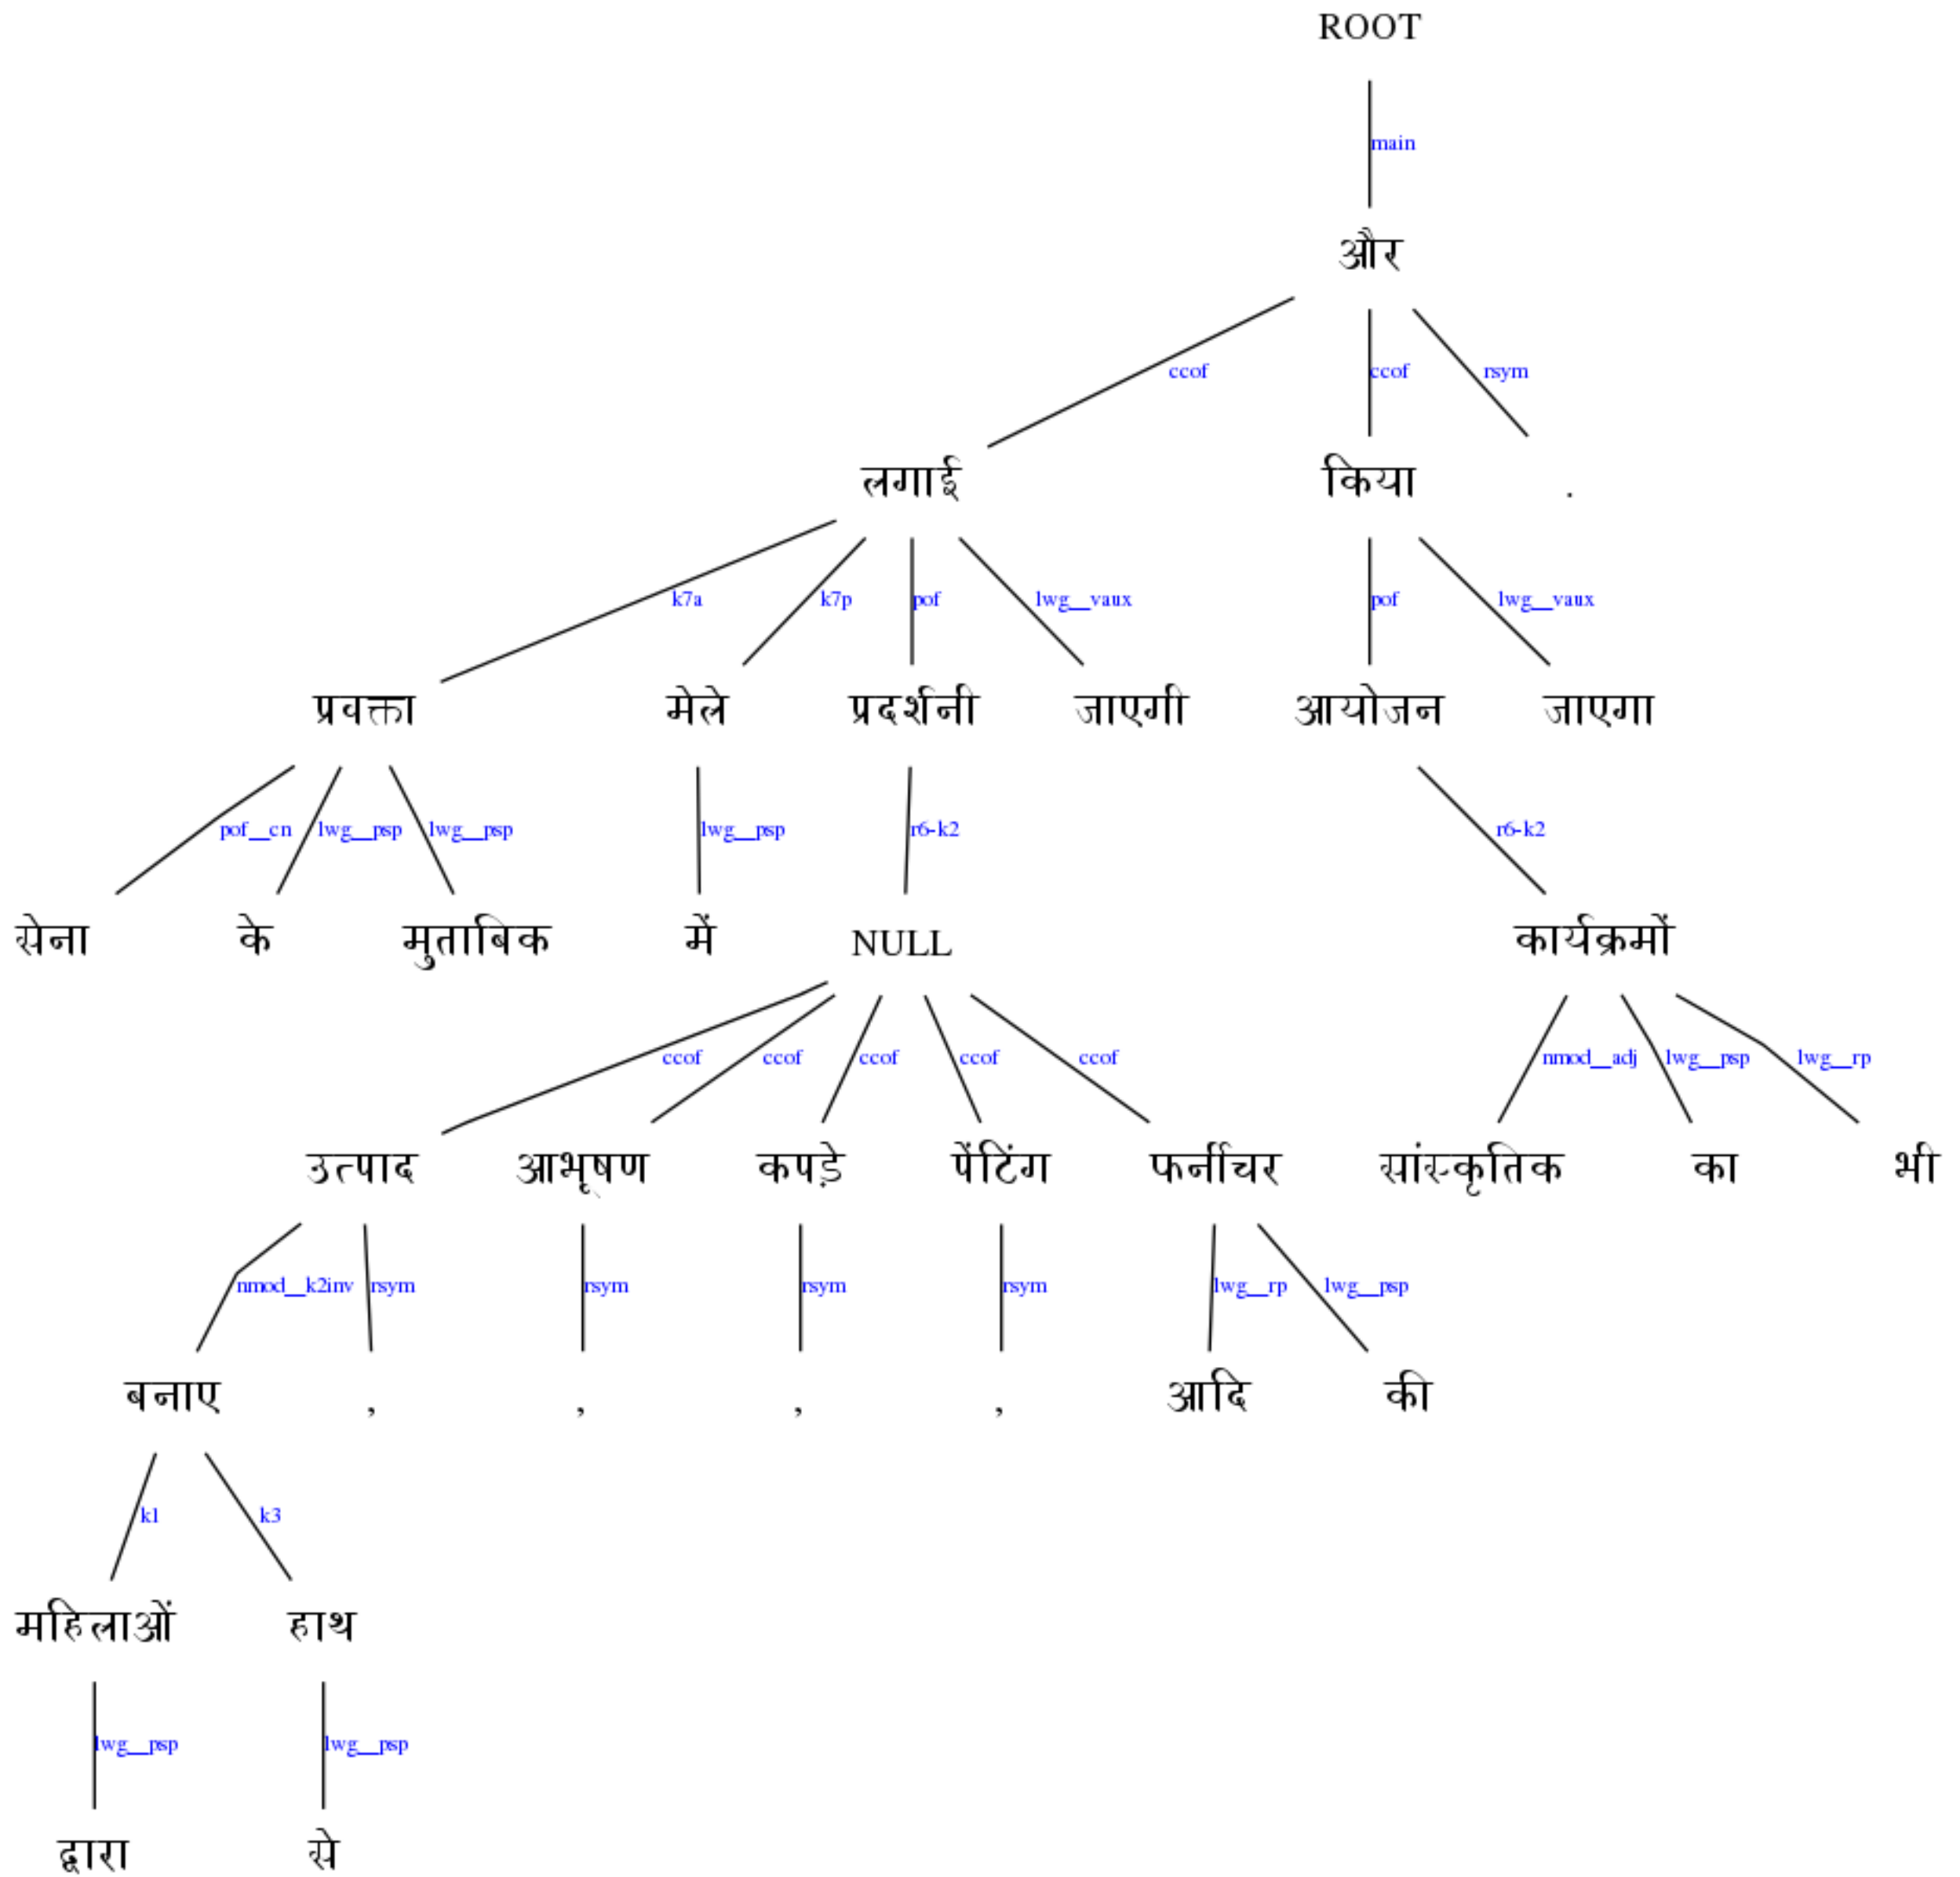 ROOT
main
और
ccof ccof rsym
लगाई किया .
k7a k7p pof lwg__vaux pof lwg__vaux
प्रवक्ता मेले प्रदर्शनी जाएगी आयोजन जाएगा
pof__cn lwg__psp lwg__psp lwg__psp r6-k2 r6-k2
सेना के मुताबिक में NULL कार्यक्रमों
ccof ccof ccof ccof ccof nmod__adj lwg__psp lwg__rp
उत्पाद आभूषण कपड़े पेंटिंग फर्नीचर सांस्कृतिक का भी
nmod__k2inv rsym rsym rsym rsym lwg__rp lwg__psp
बनाए , , , , आदि की
k1 k3
महिलाओं हाथ
lwg__psp lwg__psp
द्वारा से